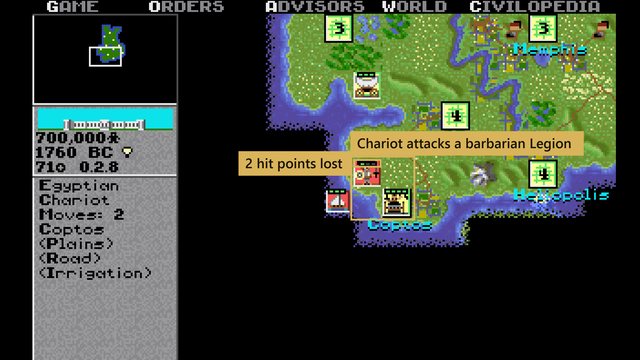 GAME ORDERS ADVISORS WORLD CIVILOPEDIA
3
3
Memphis
700,000
1760 BC
4
Chariot attacks a barbarian Legion
2 hit points lost
71 0.2.8
4
Egyptian
Chariot
Moves: 2
Heliopolis
Coptos
Coptos
(Plains)
(Road)
(Irrigation)